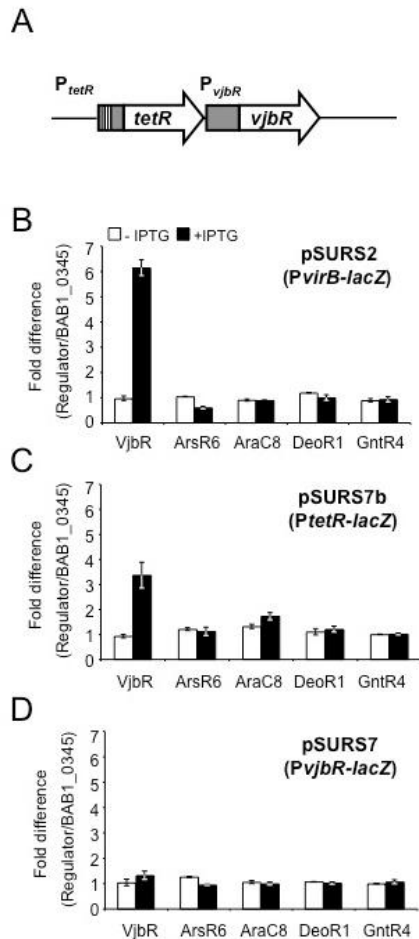 A
PtetR
PvjbR
tetR
vjbR
B
- IPTG
+IPTG
pSURS2
(PvirB-lacZ)
Fold difference
(Regulator/BAB1_0345)
7
6
5
4
3
2
1
0
VjbR ArsR6 AraC8 DeoR1 GntR4
C
pSURS7b
(PtetR-lacZ)
Fold difference
(Regulator/BAB1_0345)
7
6
5
4
3
2
1
0
VjbR ArsR6 AraC8 DeoR1 GntR4
D
pSURS7
(PvjbR-lacZ)
Fold difference
(Regulator/BAB1_0345)
7
6
5
4
3
2
1
0
VjbR ArsR6 AraC8 DeoR1 GntR4